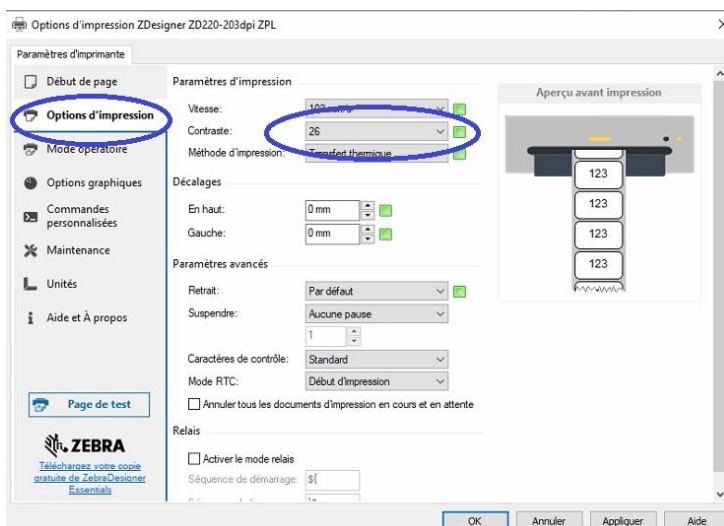 Options d'impression ZDesigner ZD220-203dpi ZPL
Paramètres d'imprimante
Début de page
Options d'impression
Mode opératoire
Options graphiques
Commandes
personnalisées
Maintenance
Unités
Aide et À propos
Page de test
ZEBRA
Téléchargez votre copie
gratuite de ZebraDesigner
Essentials
Paramètres d'impression
Vitesse:
Contraste: 26
Méthode d'impression: Transfert thermique
Décalages
En haut: 0 mm
Gauche: 0 mm
Paramètres avancés
Retrait: Par défaut
Suspendre: Aucune pause
1
Caractères de contrôle: Standard
Mode RTC: Début d'impression
Annuler tous les documents d'impression en cours et en attente
Relais
Activer le mode relais
Séquence de démarrage: ${
Aperçu avant impression
123
123
123
123
OK Annuler Appliquer Aide